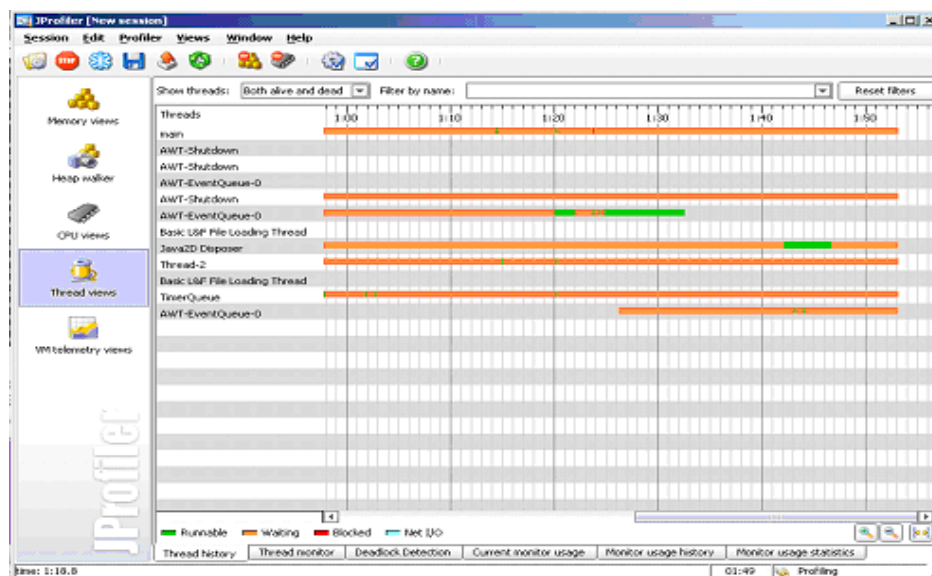 JProfiler [New session]
Session Edit Profiler Views Window Help
Show threads: Both alive and dead Filter by name: Reset filters
Memory views
Heap walker
CPU views
Thread views
VM telemetry views
JProfiler
Threads 1:00 1:10 1:20 1:30 1:40 1:50
main
AWT-Shutdown
AWT-Shutdown
AWT-EventQueue-0
AWT-Shutdown
AWT-EventQueue-0
Basic L&F File Loading Thread
Java2D Disposer
Thread-2
Basic L&F File Loading Thread
TimerQueue
AWT-EventQueue-0
Runnable Waiting Blocked Net I/O
Thread history Thread monitor Deadlock Detection Current monitor usage Monitor usage history Monitor usage statistics
time: 1:18.8 01:49 Profiling